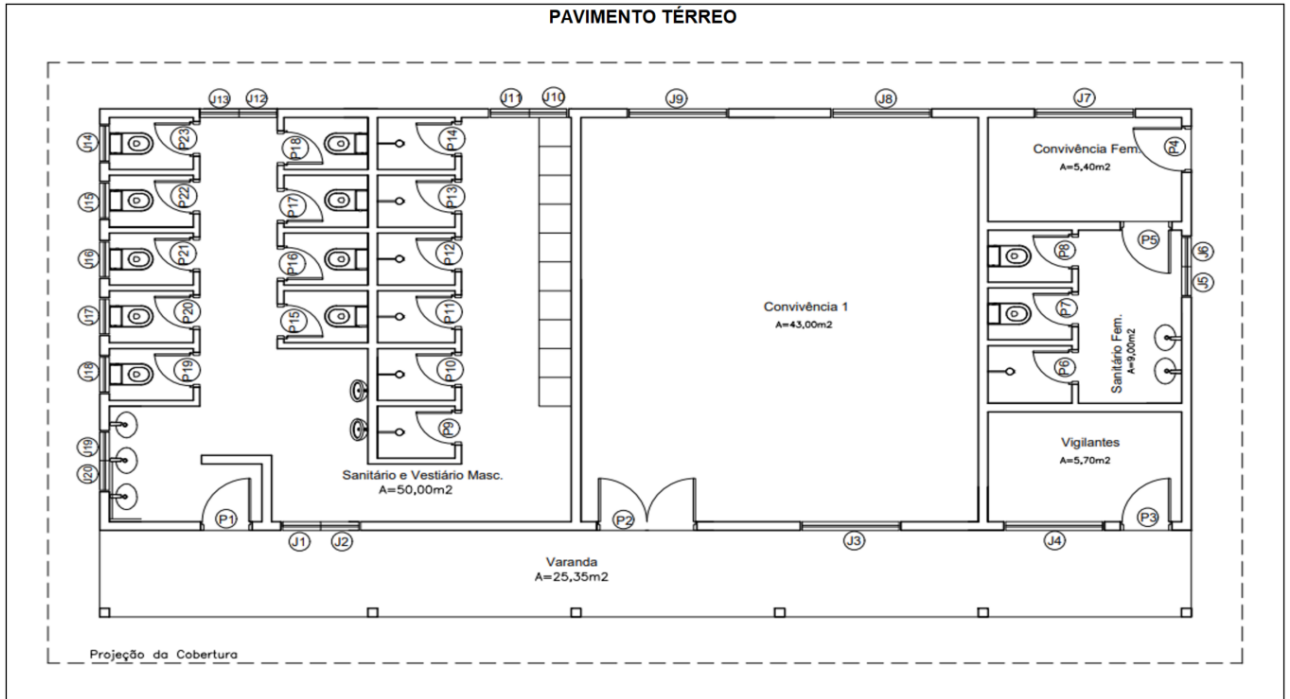 PAVIMENTO TÉRREO
J13
J12
J11
J10
J9
J8
J7
J14
P23
P18
P14
Convivência Fem.
A=5,40m2
P4
J15
P22
P17
P13
J16
P21
P16
P12
P8
P5
J6
J5
J17
P20
P15
P11
Convivência 1
A=43,00m2
P7
Sanitário Fem.
A=9,00m2
J18
P19
P10
P6
J19
J20
P9
Vigilantes
A=5,70m2
Sanitário e Vestiário Masc.
A=50,00m2
P1
P2
P3
J1
J2
J3
J4
Varanda
A=25,35m2
Projeção da Cobertura